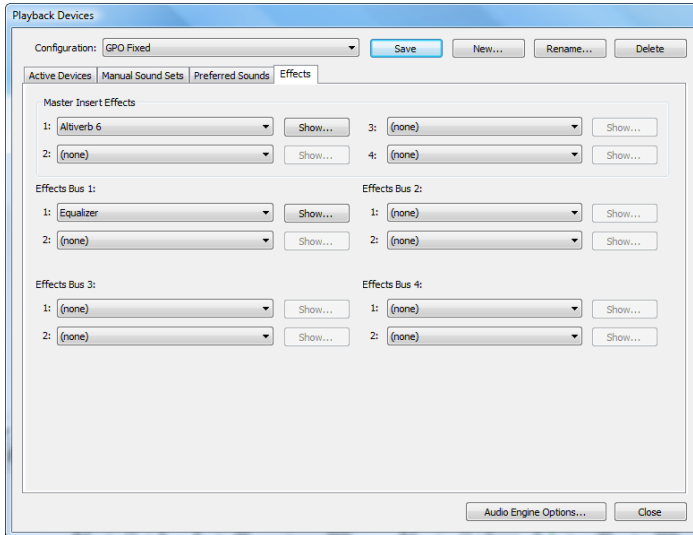 Playback Devices
Configuration: GPO Fixed Save New... Rename... Delete
Active Devices Manual Sound Sets Preferred Sounds Effects
Master Insert Effects
1: Altiverb 6 Show... 3: (none) Show...
2: (none) Show... 4: (none) Show...
Effects Bus 1: Effects Bus 2:
1: Equalizer Show... 1: (none) Show...
2: (none) Show... 2: (none) Show...
Effects Bus 3: Effects Bus 4:
1: (none) Show... 1: (none) Show...
2: (none) Show... 2: (none) Show...
Audio Engine Options... Close